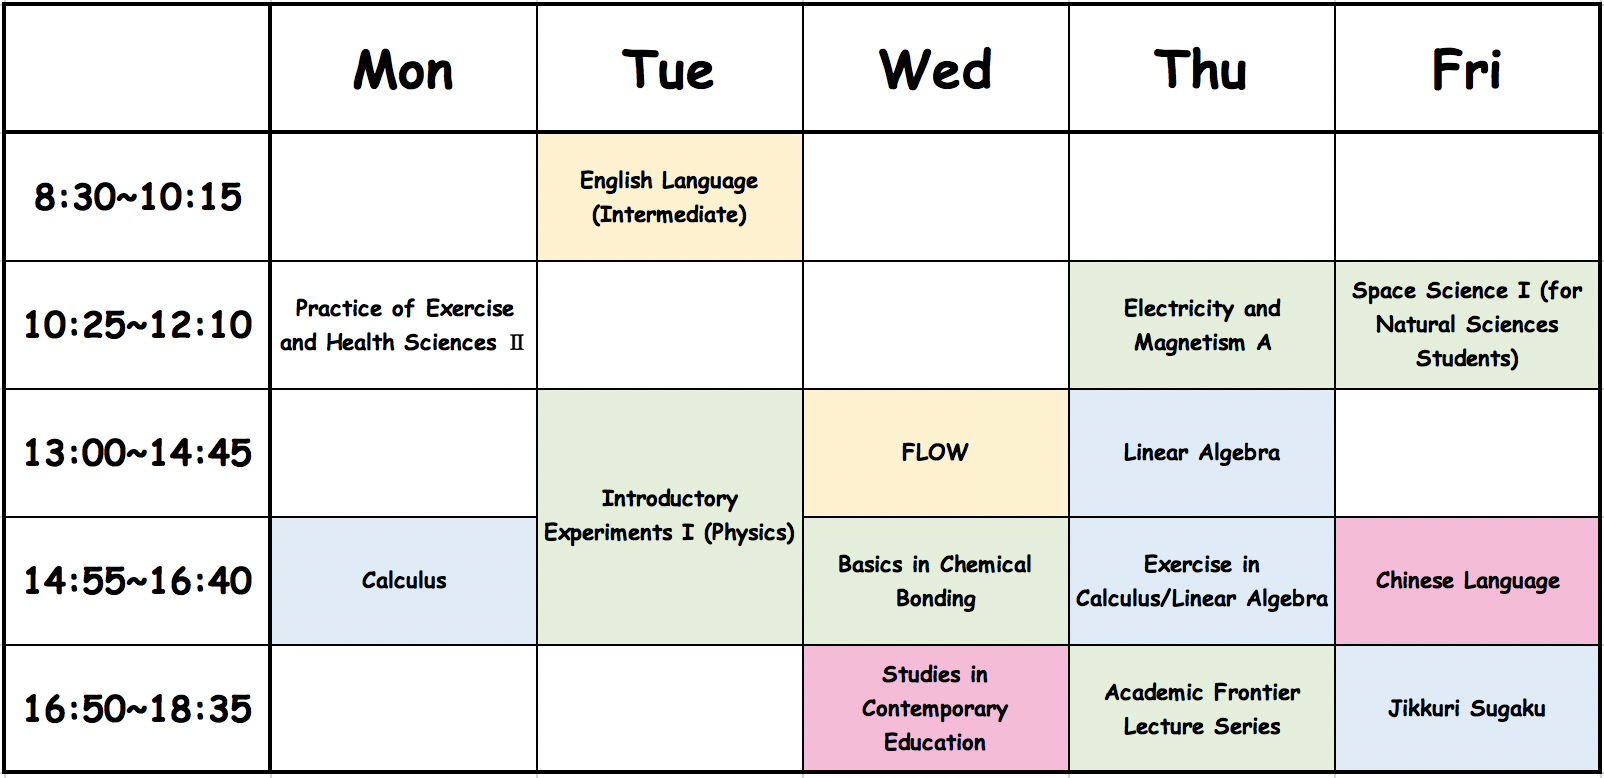 Mon
Tue
Wed
Thu
Fri
8:30~10:15
English Language
(Intermediate)
10:25~12:10
Practice of Exercise
and Health Sciences Ⅱ
Electricity and
Magnetism A
Space Science I (for
Natural Sciences
Students)
13:00~14:45
Introductory
Experiments I (Physics)
FLOW
Linear Algebra
14:55~16:40
Calculus
Basics in Chemical
Bonding
Exercise in
Calculus/Linear Algebra
Chinese Language
16:50~18:35
Studies in
Contemporary
Education
Academic Frontier
Lecture Series
Jikkuri Sugaku